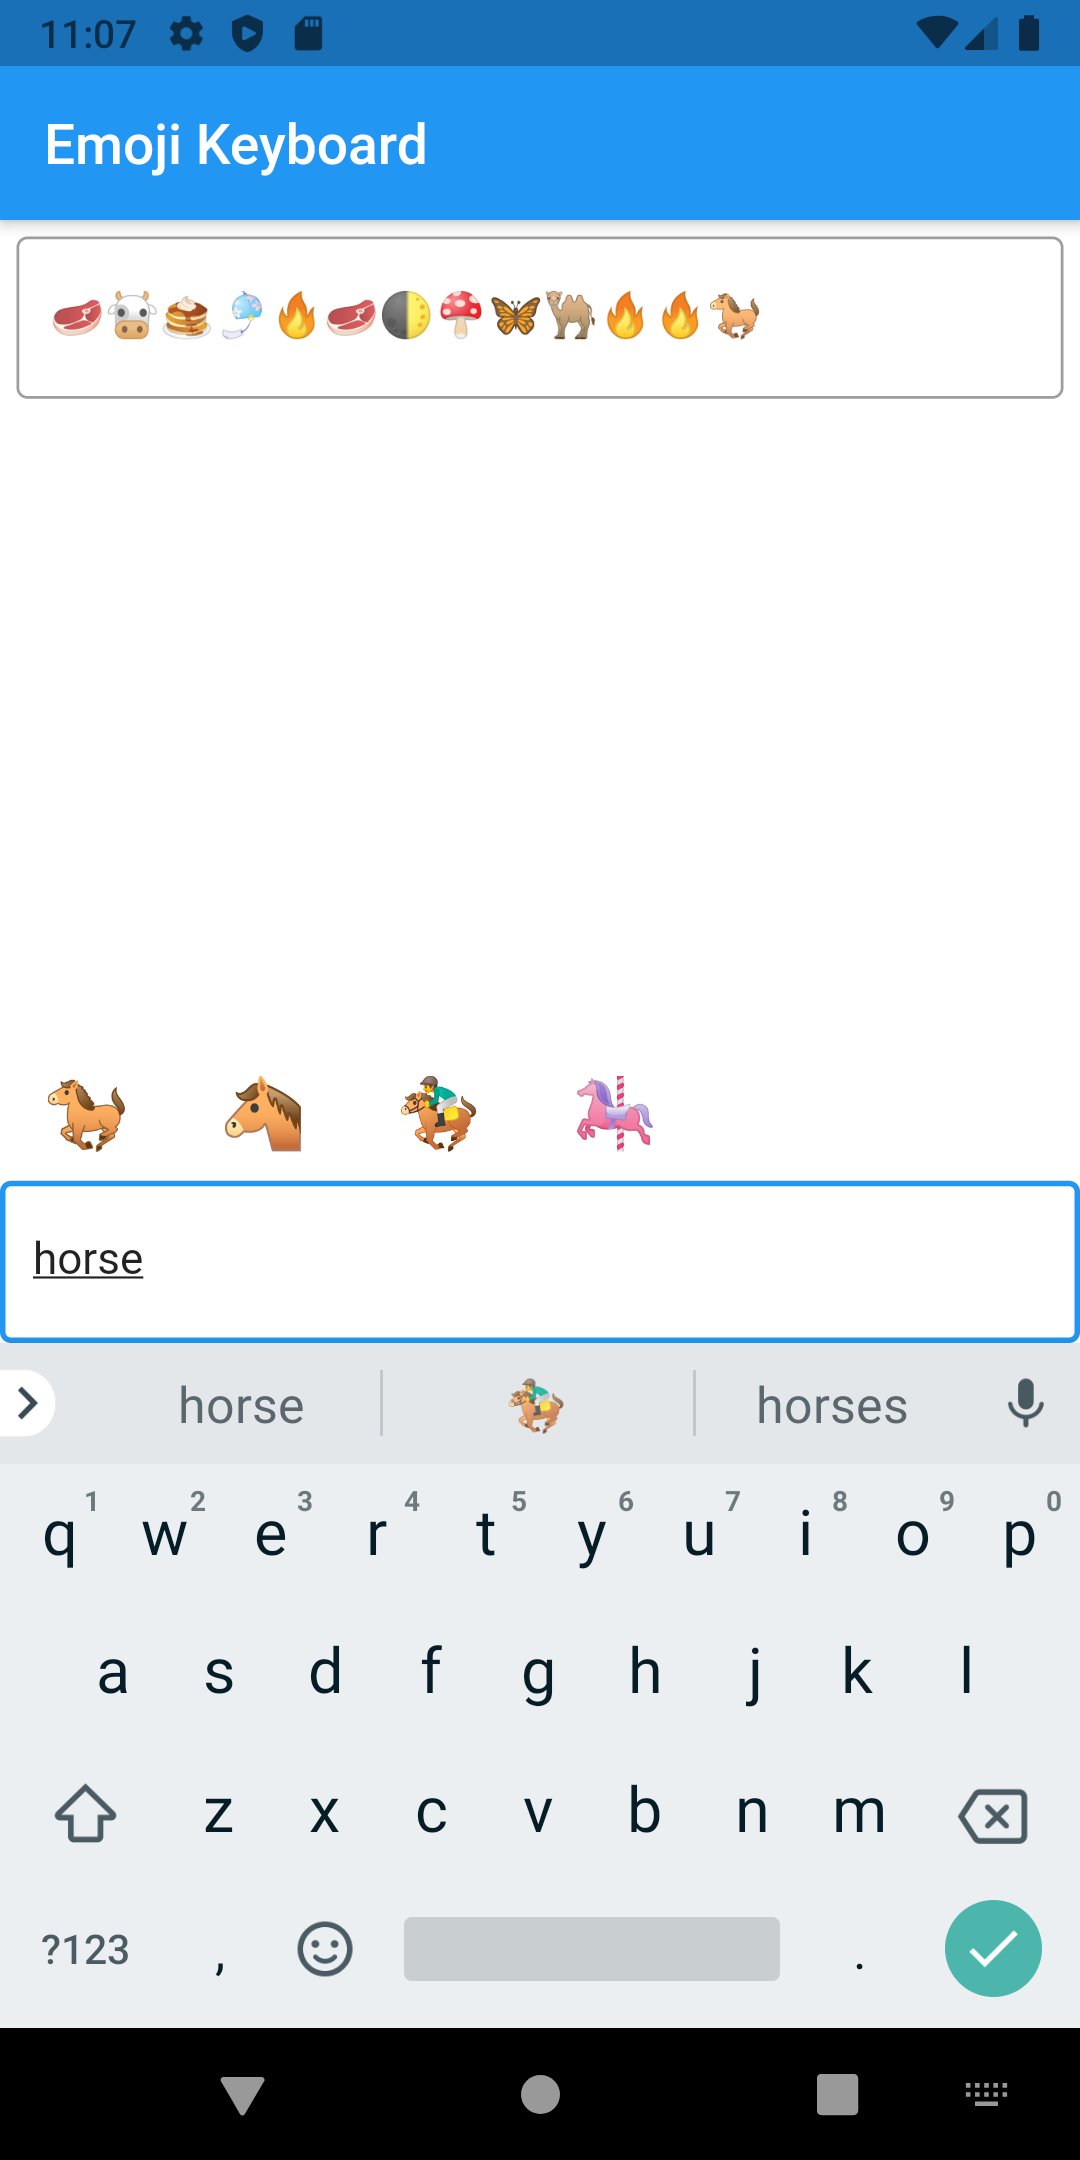 11:07
Emoji Keyboard
🥩🐮🥞🎐🔥🥩🌓🍄🦋🐫🔥🔥🐎
🐎 🐴 🏇 🎠
horse
horse 🏇 horses
1 2 3 4 5 6 7 8 9 0
q w e r t y u i o p
a s d f g h j k l
z x c v b n m
?123 , .